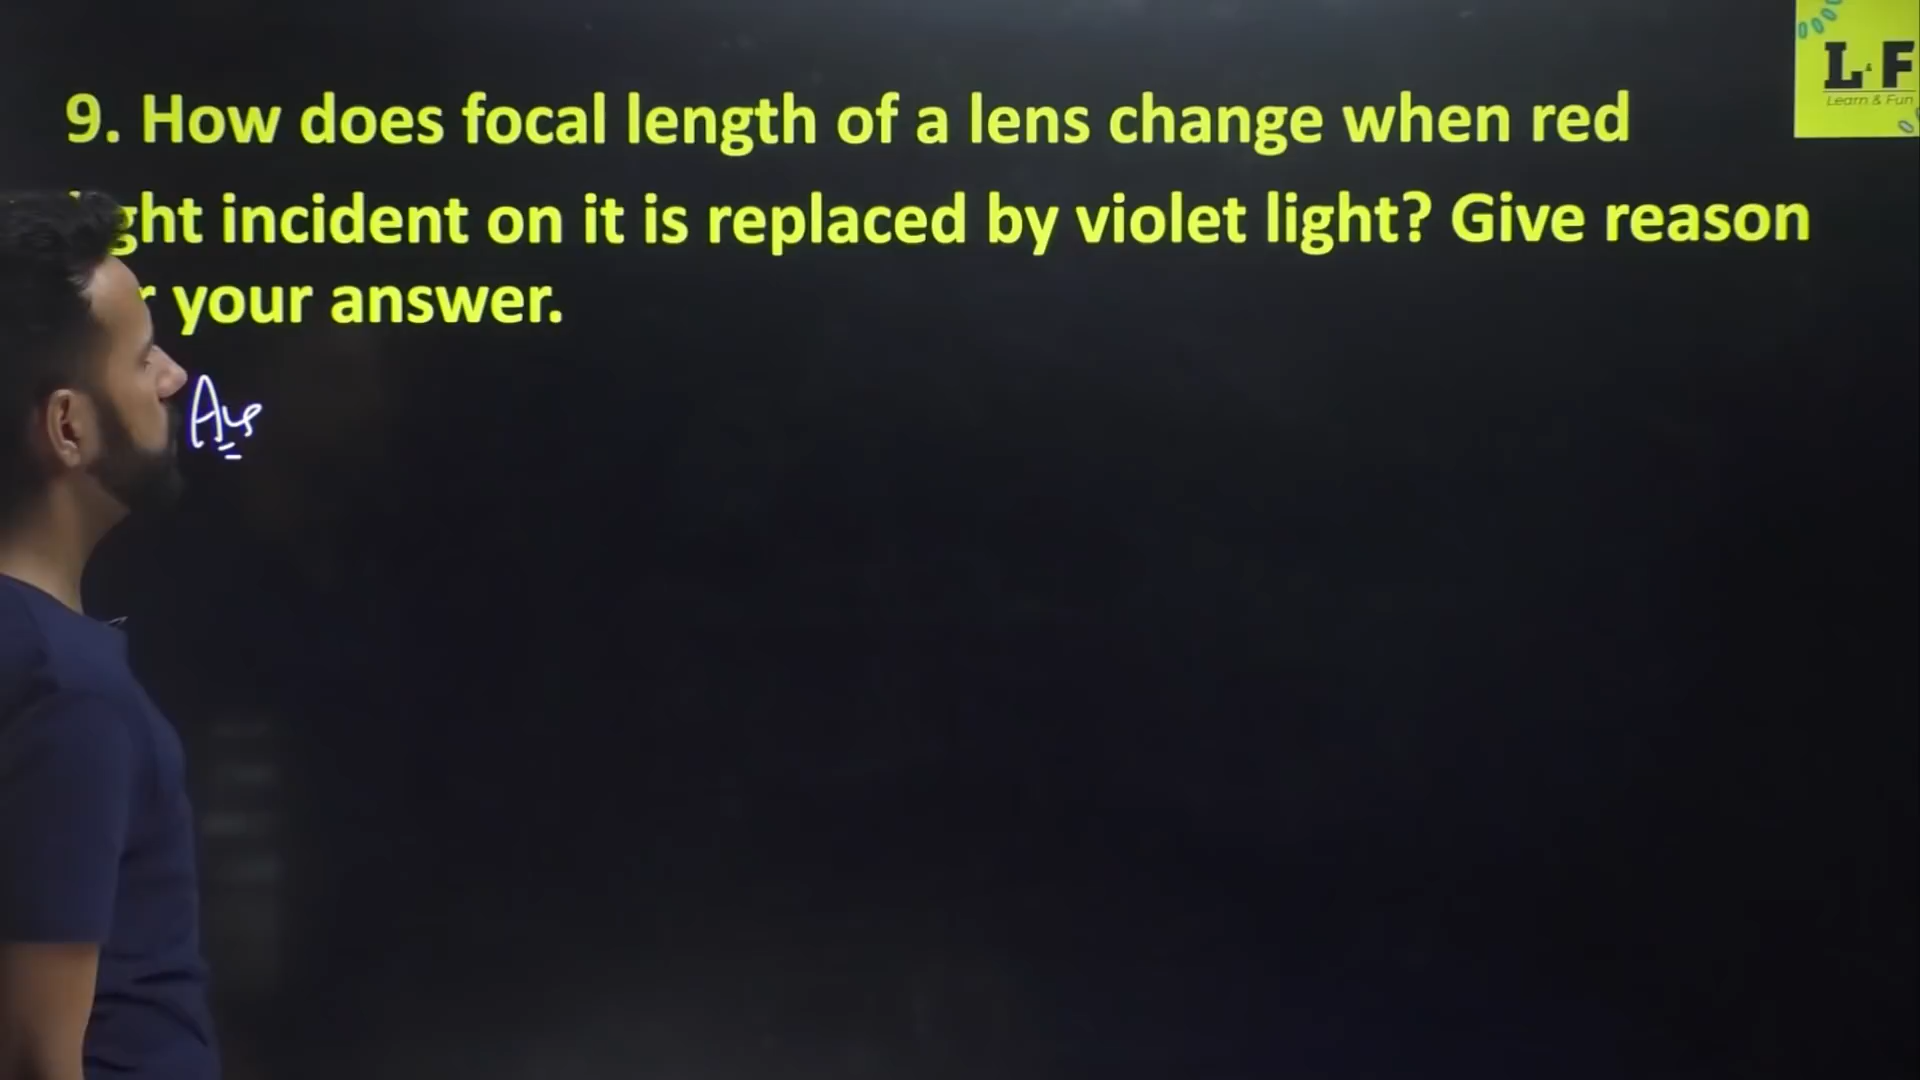 9. How does focal length of a lens change when red
light incident on it is replaced by violet light? Give reason
your answer.
Ans
L & F
Learn & Fun